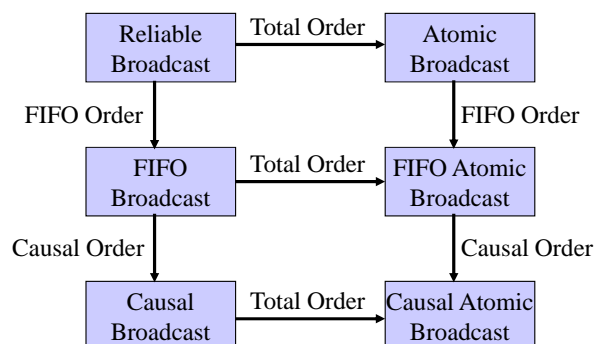 Reliable
Broadcast
Total Order
Atomic
Broadcast
FIFO Order
FIFO Order
FIFO
Broadcast
Total Order
FIFO Atomic
Broadcast
Causal Order
Causal Order
Causal
Broadcast
Total Order
Causal Atomic
Broadcast